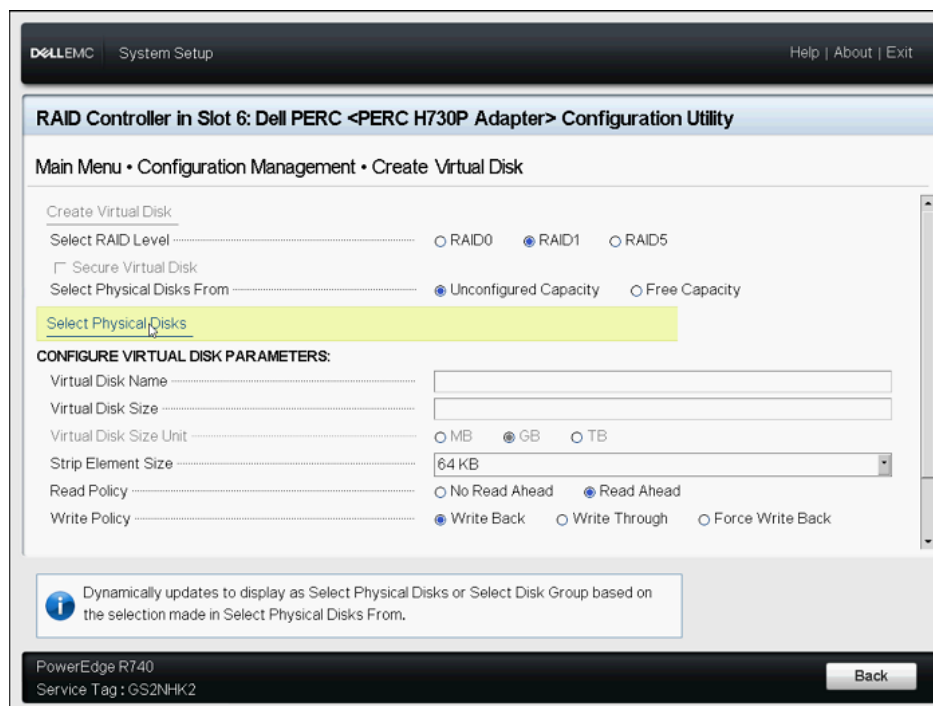 DELLEMC System Setup Help | About | Exit
RAID Controller in Slot 6: Dell PERC <PERC H730P Adapter> Configuration Utility
Main Menu • Configuration Management • Create Virtual Disk
Create Virtual Disk
Select RAID Level RAID0 RAID1 RAID5
Secure Virtual Disk
Select Physical Disks From Unconfigured Capacity Free Capacity
Select Physical Disks
CONFIGURE VIRTUAL DISK PARAMETERS:
Virtual Disk Name
Virtual Disk Size
Virtual Disk Size Unit MB GB TB
Strip Element Size 64 KB
Read Policy No Read Ahead Read Ahead
Write Policy Write Back Write Through Force Write Back
Dynamically updates to display as Select Physical Disks or Select Disk Group based on
the selection made in Select Physical Disks From.
PowerEdge R740
Service Tag : GS2NHK2 Back